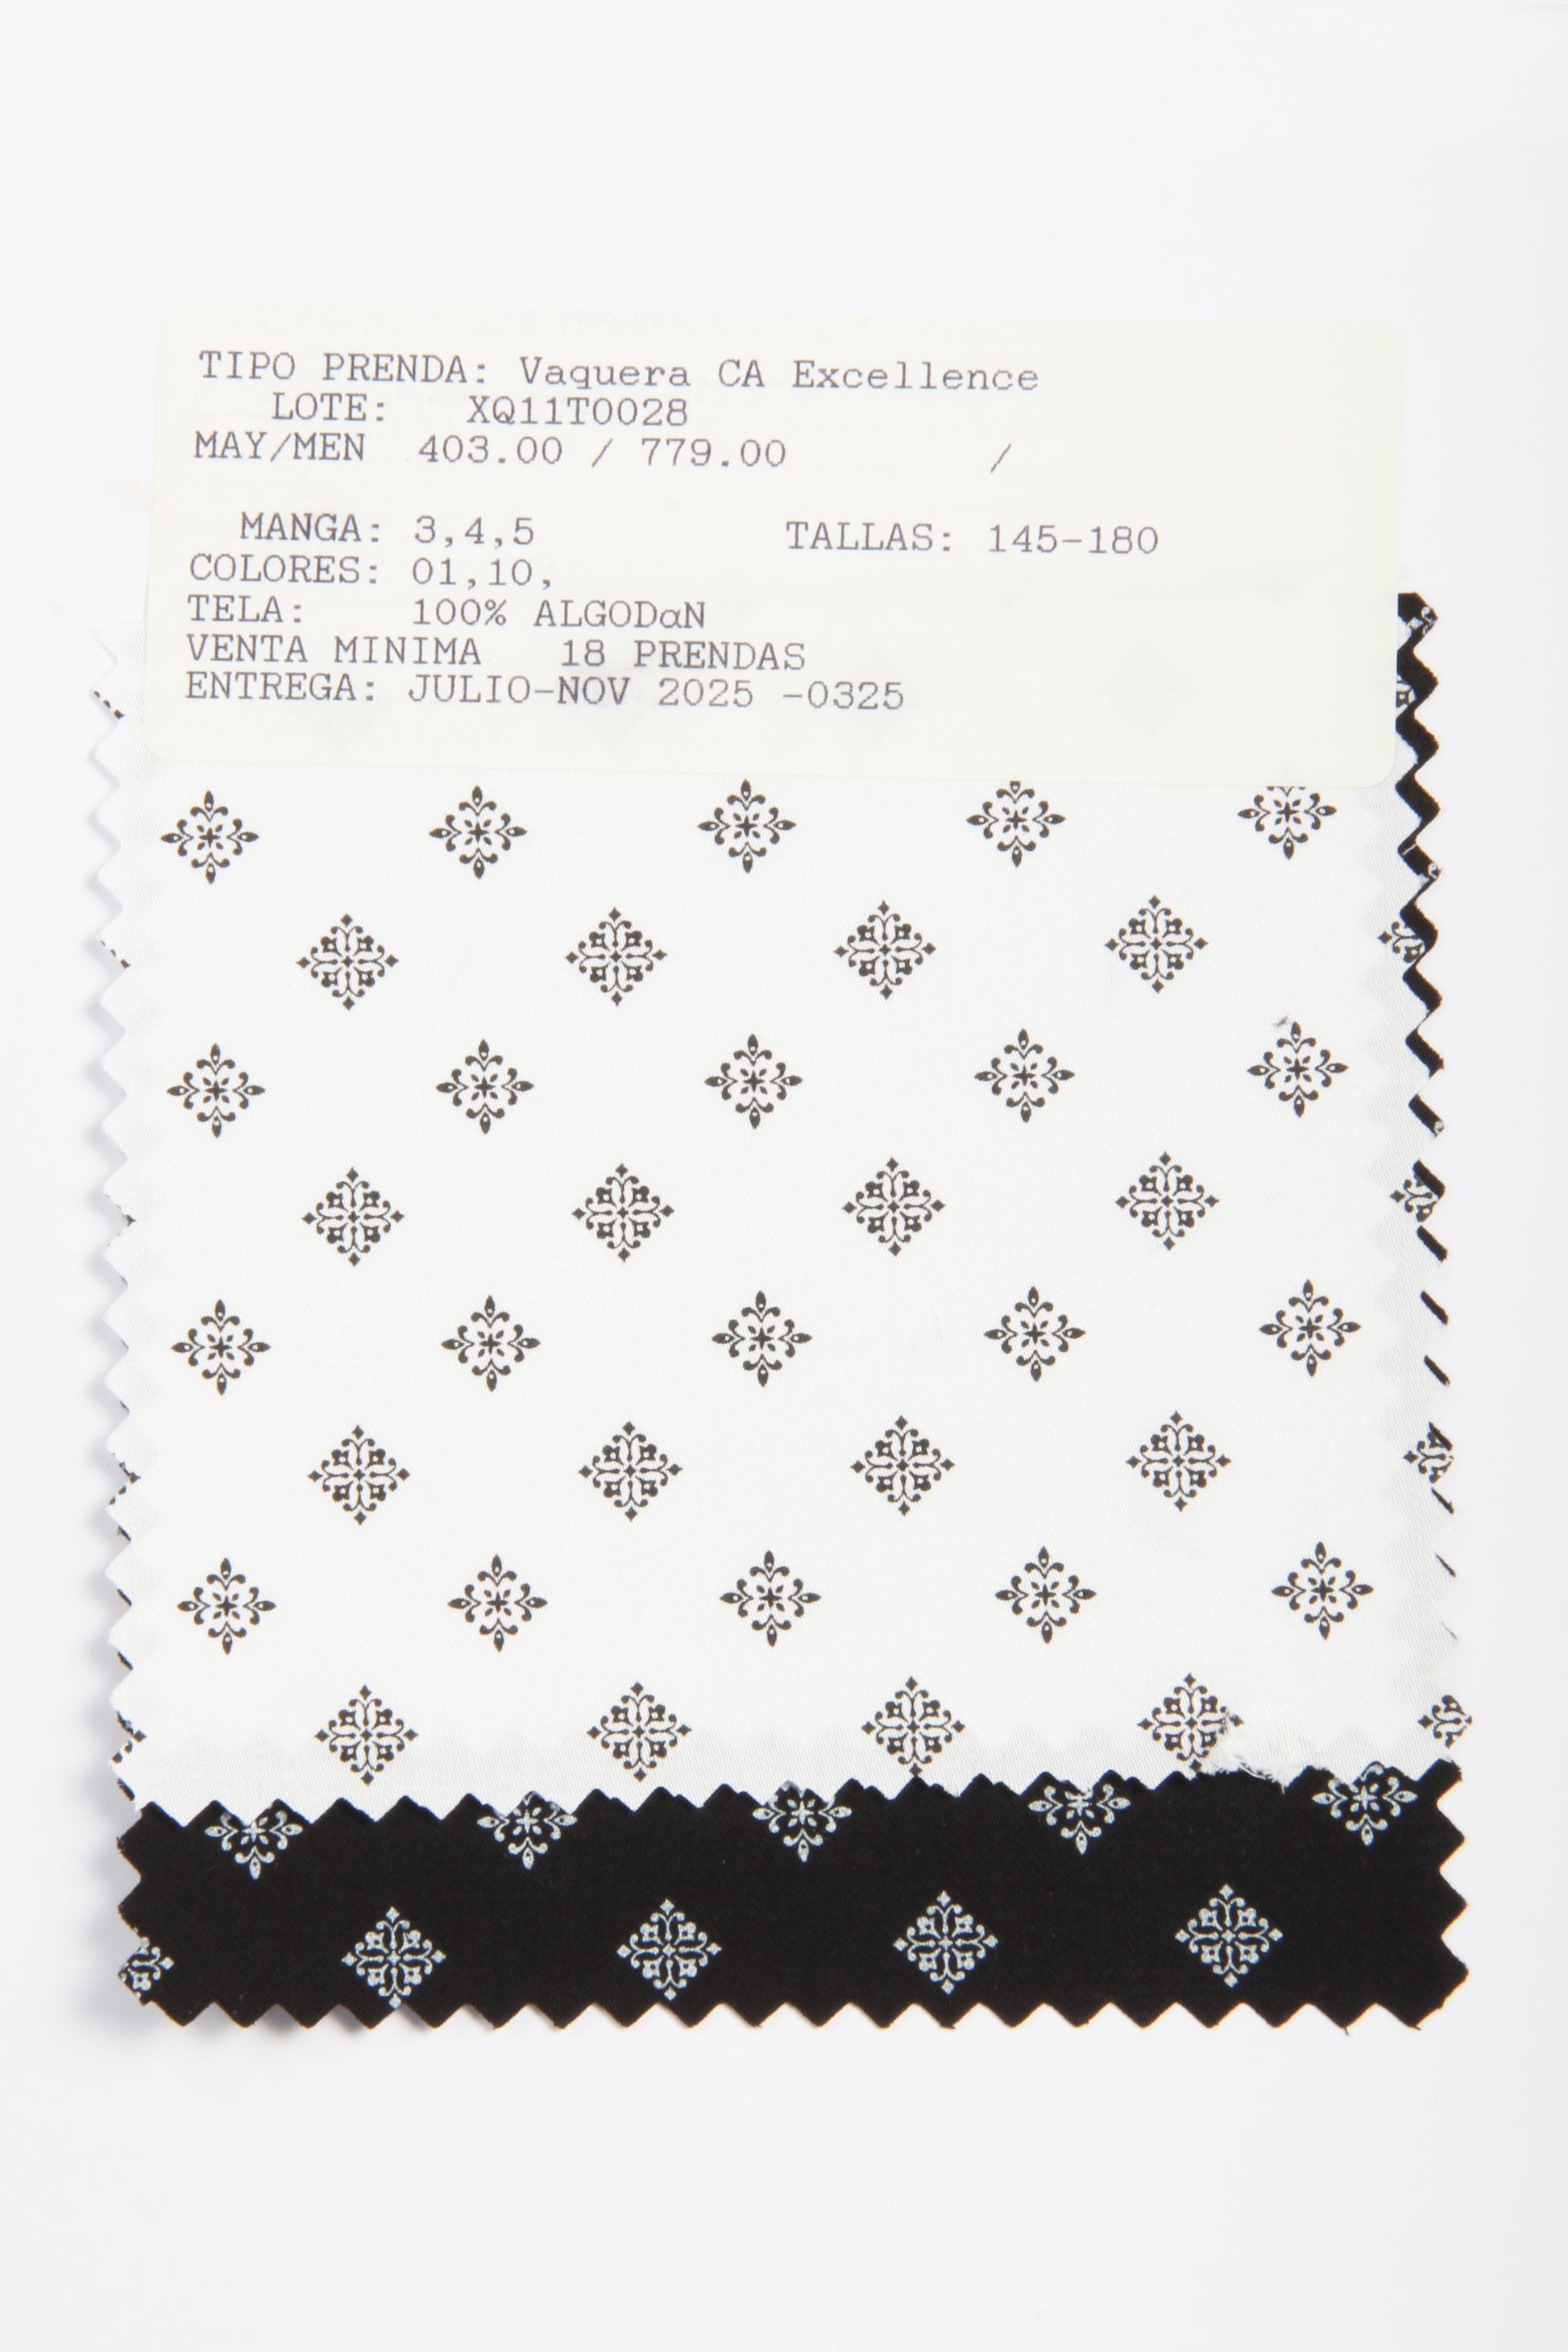 TIPO PRENDA: Vaquera CA Excellence
LOTE: XQ11T0028
MAY/MEN 403.00 / 779.00 /
MANGA: 3,4,5 TALLAS: 145-180
COLORES: 01,10,
TELA: 100% ALGODαN
VENTA MINIMA 18 PRENDAS
ENTREGA: JULIO-NOV 2025 -0325